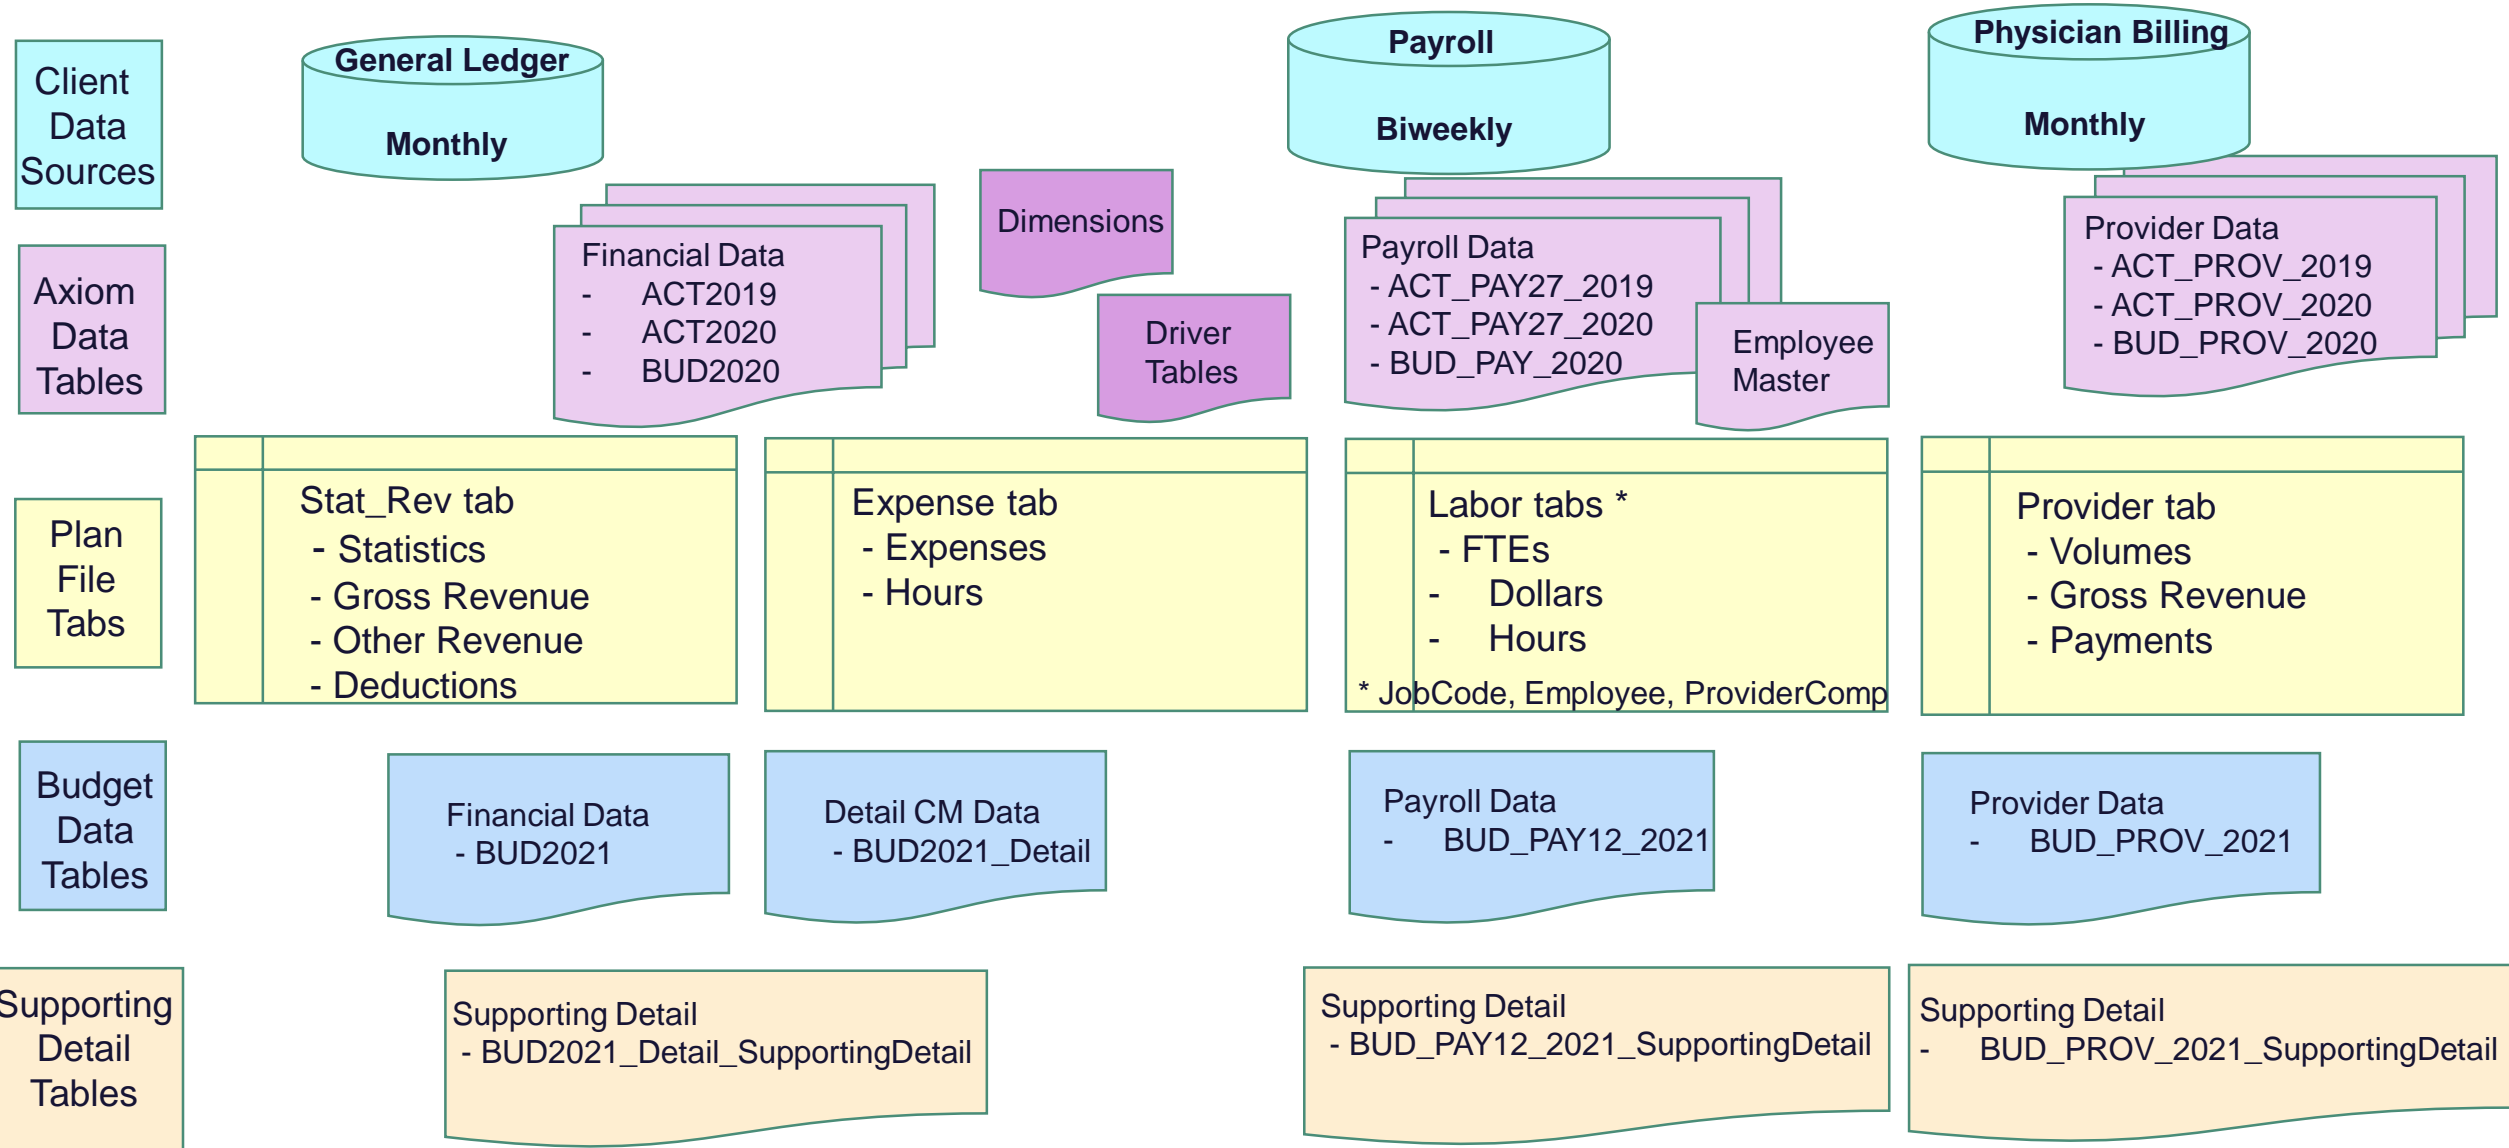 Client
Data
Sources
General Ledger
Monthly
Payroll
Biweekly
Physician Billing
Monthly
Axiom
Data
Tables
Financial Data
- ACT2019
- ACT2020
- BUD2020
Dimensions
Driver
Tables
Payroll Data
- ACT_PAY27_2019
- ACT_PAY27_2020
- BUD_PAY_2020
Employee
Master
Provider Data
- ACT_PROV_2019
- ACT_PROV_2020
- BUD_PROV_2020
Plan
File
Tabs
Stat_Rev tab
- Statistics
- Gross Revenue
- Other Revenue
- Deductions
Expense tab
- Expenses
- Hours
Labor tabs *
- FTEs
- Dollars
- Hours
* JobCode, Employee, ProviderComp
Provider tab
- Volumes
- Gross Revenue
- Payments
Budget
Data
Tables
Financial Data
- BUD2021
Detail CM Data
- BUD2021_Detail
Payroll Data
- BUD_PAY12_2021
Provider Data
- BUD_PROV_2021
Supporting
Detail
Tables
Supporting Detail
- BUD2021_Detail_SupportingDetail
Supporting Detail
- BUD_PAY12_2021_SupportingDetail
Supporting Detail
- BUD_PROV_2021_SupportingDetail